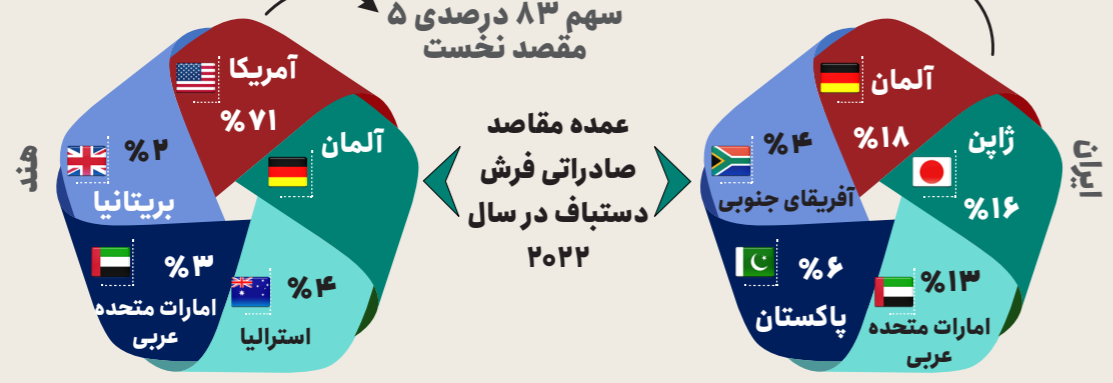 سهم ۸۳ درصدی ۵
مقصد نخست
عمده مقاصد
صادراتی فرش
دستباف در سال
۲۰۲۲
ایران
آلمان
%۱۸
ژاپن
%۱۶
%۱۳
امارات متحده
عربی
%۶
پاکستان
%۴
آفریقای جنوبی
هند
آمریکا
%۷۱
آلمان
%۴
استرالیا
%۳
امارات متحده
عربی
%۲
بریتانیا